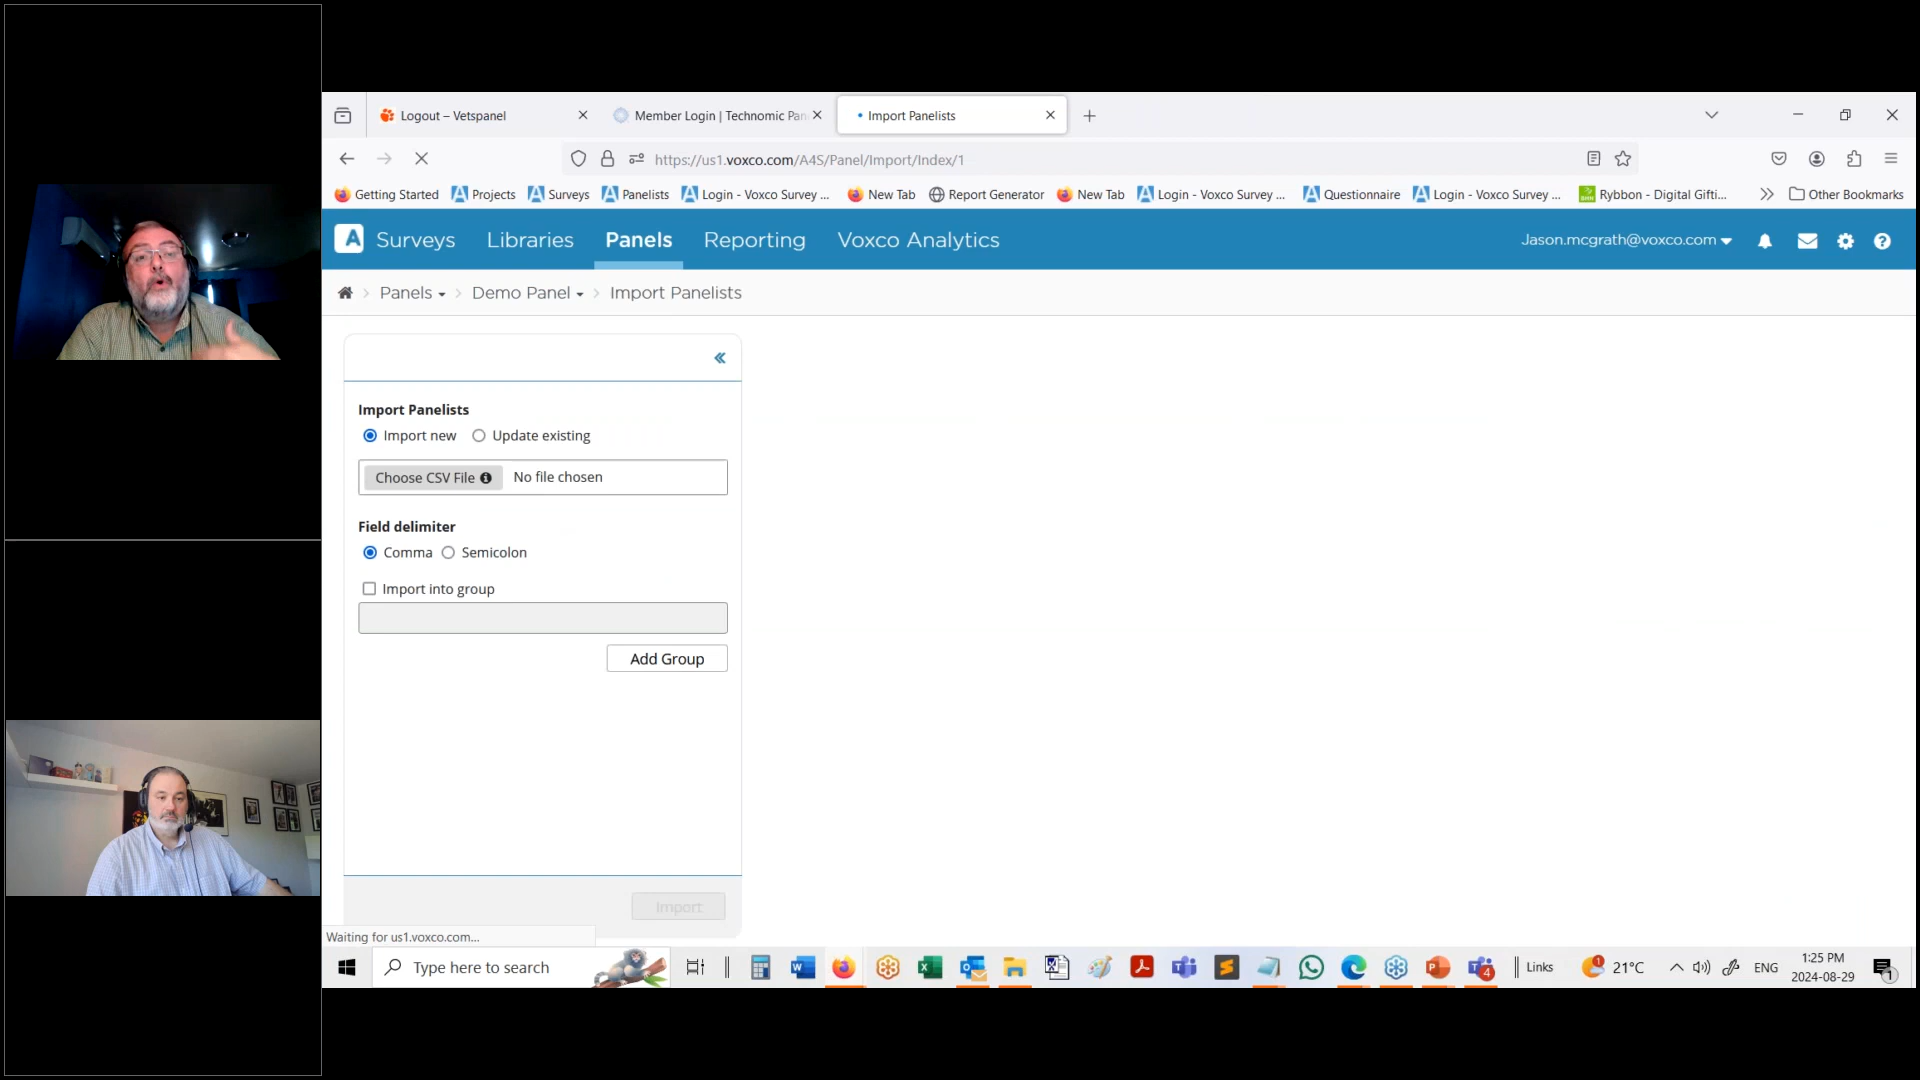 Logout – Vetspanel
Member Login | Technomic Pan
Import Panelists
https://us1.voxco.com/A4S/Panel/Import/Index/1
Getting Started
Projects
Surveys
Panelists
Login - Voxco Survey ...
New Tab
Report Generator
New Tab
Login - Voxco Survey ...
Questionnaire
Login - Voxco Survey ...
Rybbon - Digital Gifti...
Other Bookmarks
A Surveys Libraries Panels Reporting Voxco Analytics
Jason.mcgrath@voxco.com
Panels > Demo Panel > Import Panelists
Import Panelists
Import new Update existing
Choose CSV File No file chosen
Field delimiter
Comma Semicolon
Import into group
Add Group
Import
Waiting for us1.voxco.com...
Type here to search
Links
21°C
ENG
1:25 PM
2024-08-29
1
4
1